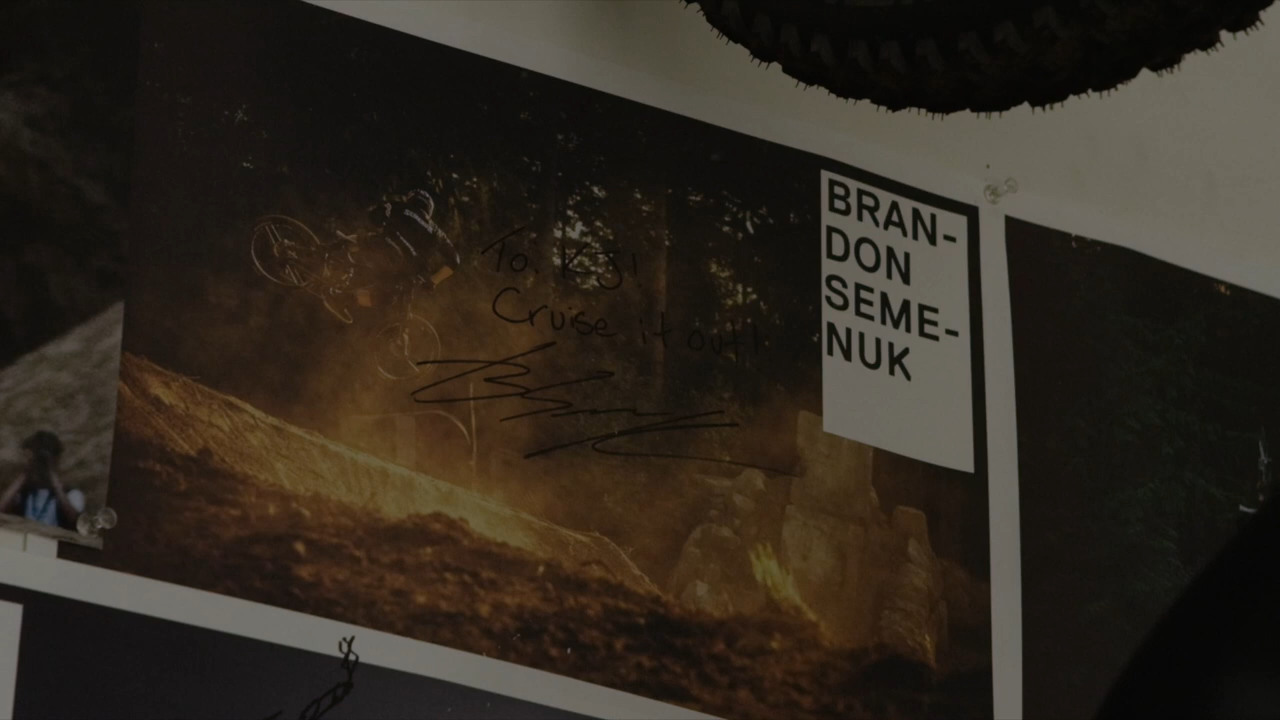 BRAN-
DON
SEME-
NUK
To, KJ!
Cruise it out!